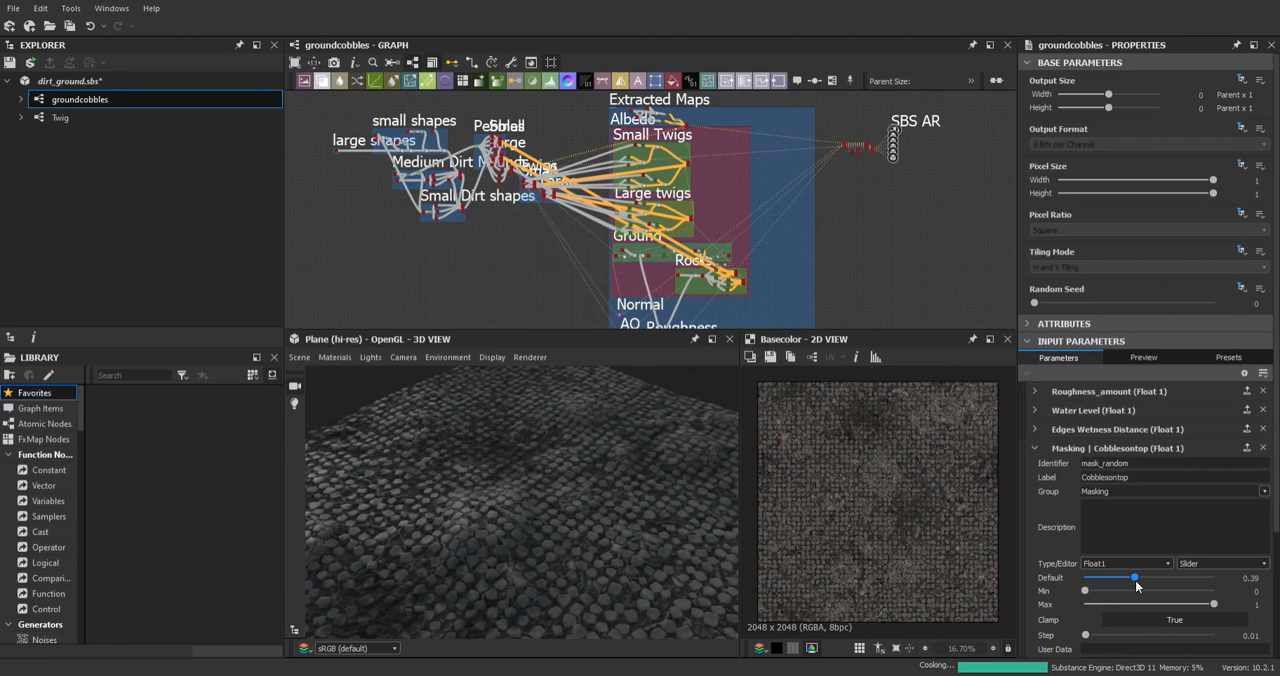 File Edit Tools Windows Help
EXPLORER
dirt_ground.sbs*
groundcobbles
Twig
LIBRARY
Search
Favorites
Graph Items
Atomic Nodes
FxMap Nodes
Function No...
Constant
Vector
Variables
Samplers
Cast
Operator
Logical
Compari...
Function
Control
Generators
Noises
groundcobbles - GRAPH
Parent Size:
Extracted Maps
Albedo
small shapes
Small Twigs
SBS AR
large shapes
Medium Dirt
Small Dirt shapes
Large twigs
Ground
Rocks
Normal
AO Roughness
Plane (hi-res) - OpenGL - 3D VIEW
Scene Materials Lights Camera Environment Display Renderer
sRGB (default)
Basecolor - 2D VIEW
UV
2048 x 2048 (RGBA, 8bpc)
16.70%
groundcobbles - PROPERTIES
BASE PARAMETERS
Output Size
Width 0 Parent x 1
Height 0 Parent x 1
Output Format
8 Bits per Channel
Pixel Size
Width 1
Height 1
Pixel Ratio
Square
Tiling Mode
H and V Tiling
Random Seed
0
ATTRIBUTES
INPUT PARAMETERS
Parameters Preview Presets
Roughness_amount (Float 1)
Water Level (Float 1)
Edges Wetness Distance (Float 1)
Masking | Cobblesontop (Float 1)
Identifier mask_random
Label Cobblesontop
Group Masking
Description
Type/Editor Float1 Slider
Default 0.39
Min 0
Max 1
Clamp True
Step 0.01
User Data
Cooking... Substance Engine: Direct3D 11 Memory: 5% Version: 10.2.1